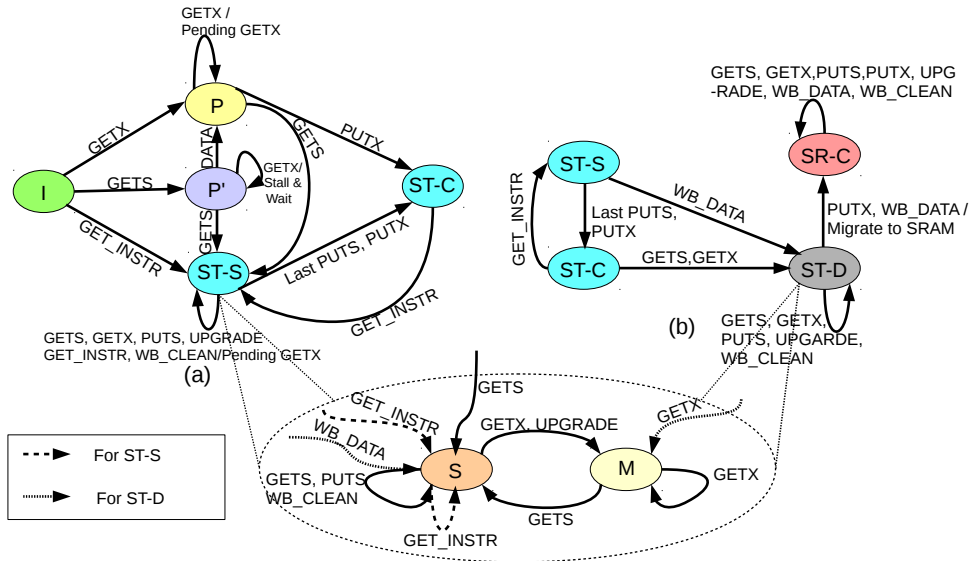 GETX /
Pending GETX
P
GETX
DATA
GETS
PUTX
I
GETS
P'
GETX/
Stall &
Wait
ST-C
GET_INSTR
GETS
ST-S
Last PUTS, PUTX
GET_INSTR
GETS, GETX, PUTS, UPGRADE
GET_INSTR, WB_CLEAN/Pending GETX
(a)
GETS, GETX,PUTS,PUTX, UPG
-RADE, WB_DATA, WB_CLEAN
SR-C
ST-S
GET_INSTR
WB_DATA
Last PUTS,
PUTX
PUTX, WB_DATA /
Migrate to SRAM
ST-C
GETS,GETX
ST-D
(b)
GETS, GETX,
PUTS, UPGARDE,
WB_CLEAN
GETS
GET_INSTR
GETX, UPGRADE
GETX
WB_DATA
S
M
GETS, PUTS
WB_CLEAN
GETX
GETS
GET_INSTR
For ST-S
For ST-D